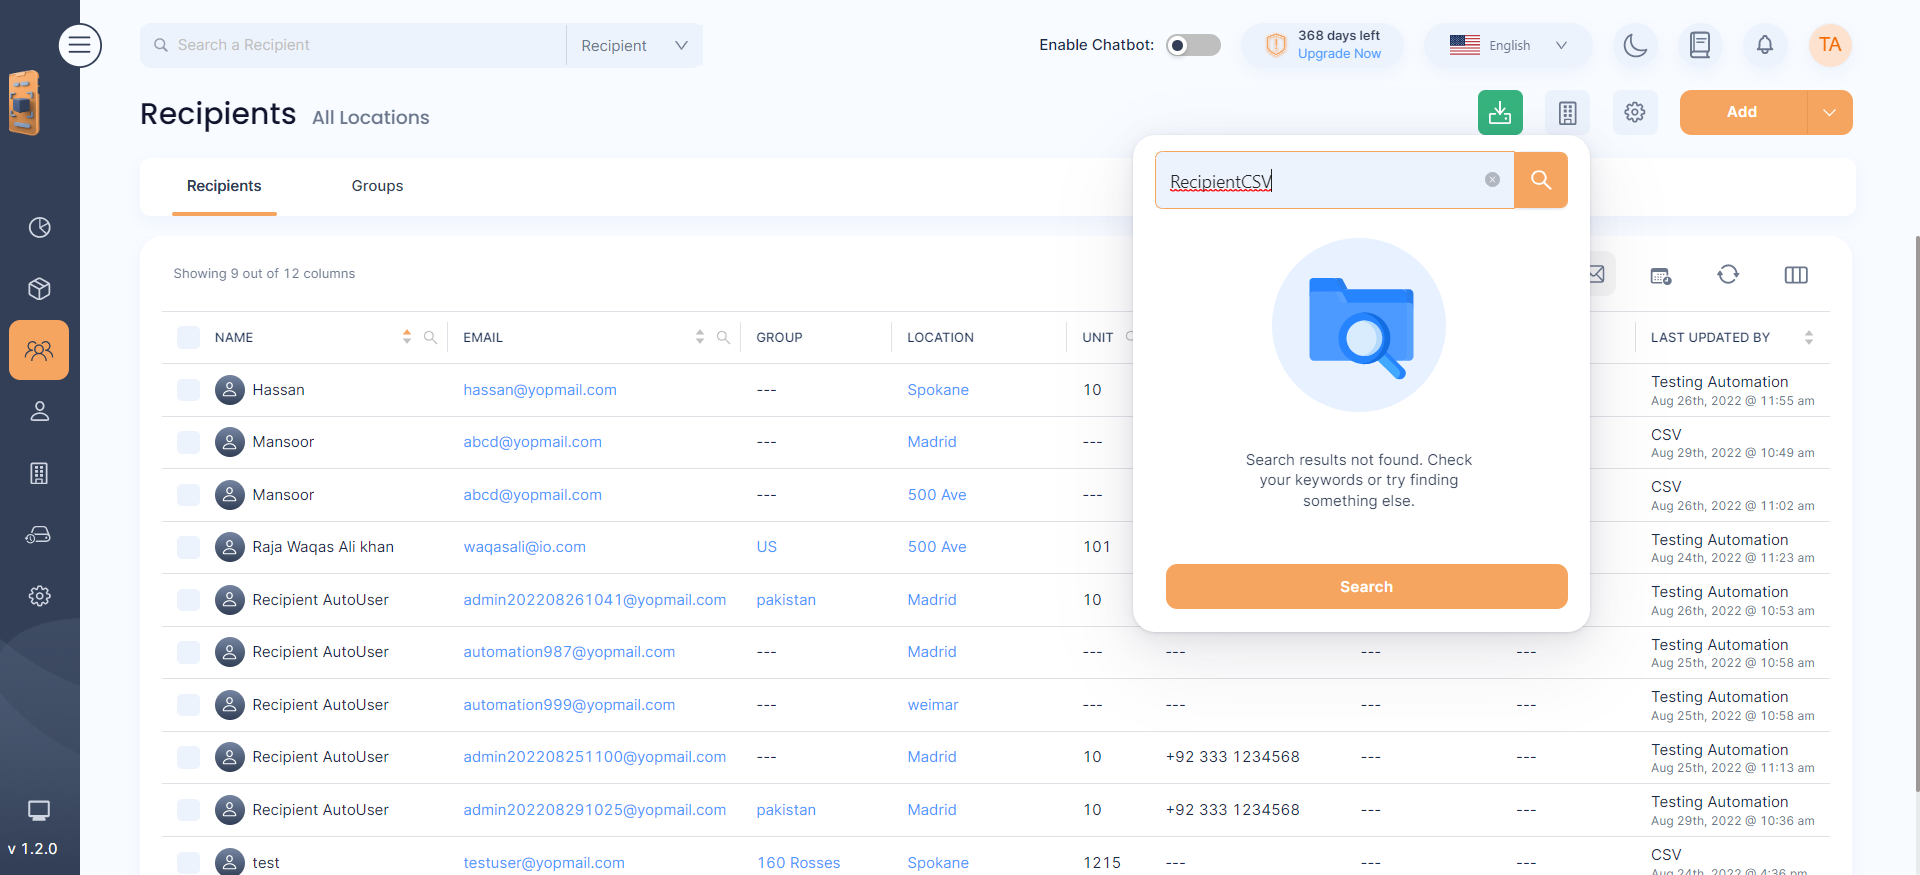 Search a Recipient
Recipient
Enable Chatbot:
368 days left
Upgrade Now
English
TA
Recipients All Locations
Add
Recipients
Groups
RecipientCSV
Showing 9 out of 12 columns
NAME EMAIL GROUP LOCATION UNIT LAST UPDATED BY
Hassan hassan@yopmail.com --- Spokane 10 Testing Automation
Aug 26th, 2022 @ 11:55 am
Mansoor abcd@yopmail.com --- Madrid --- CSV
Aug 29th, 2022 @ 10:49 am
Mansoor abcd@yopmail.com --- 500 Ave --- CSV
Aug 26th, 2022 @ 11:02 am
Raja Waqas Ali khan waqasali@io.com US 500 Ave 101 Testing Automation
Aug 24th, 2022 @ 11:23 am
Recipient AutoUser admin202208261041@yopmail.com pakistan Madrid 10 Testing Automation
Aug 26th, 2022 @ 10:53 am
Recipient AutoUser automation987@yopmail.com --- Madrid --- --- --- --- Testing Automation
Aug 25th, 2022 @ 10:58 am
Recipient AutoUser automation999@yopmail.com --- weimar --- --- --- --- Testing Automation
Aug 25th, 2022 @ 10:58 am
Recipient AutoUser admin202208251100@yopmail.com --- Madrid 10 +92 333 1234568 --- --- Testing Automation
Aug 25th, 2022 @ 11:13 am
Recipient AutoUser admin202208291025@yopmail.com pakistan Madrid 10 +92 333 1234568 --- --- Testing Automation
Aug 29th, 2022 @ 10:36 am
test testuser@yopmail.com 160 Rosses Spokane 1215 --- --- --- CSV
Aug 24th, 2022 @ 4:36 pm
Search results not found. Check
your keywords or try finding
something else.
Search
v 1.2.0